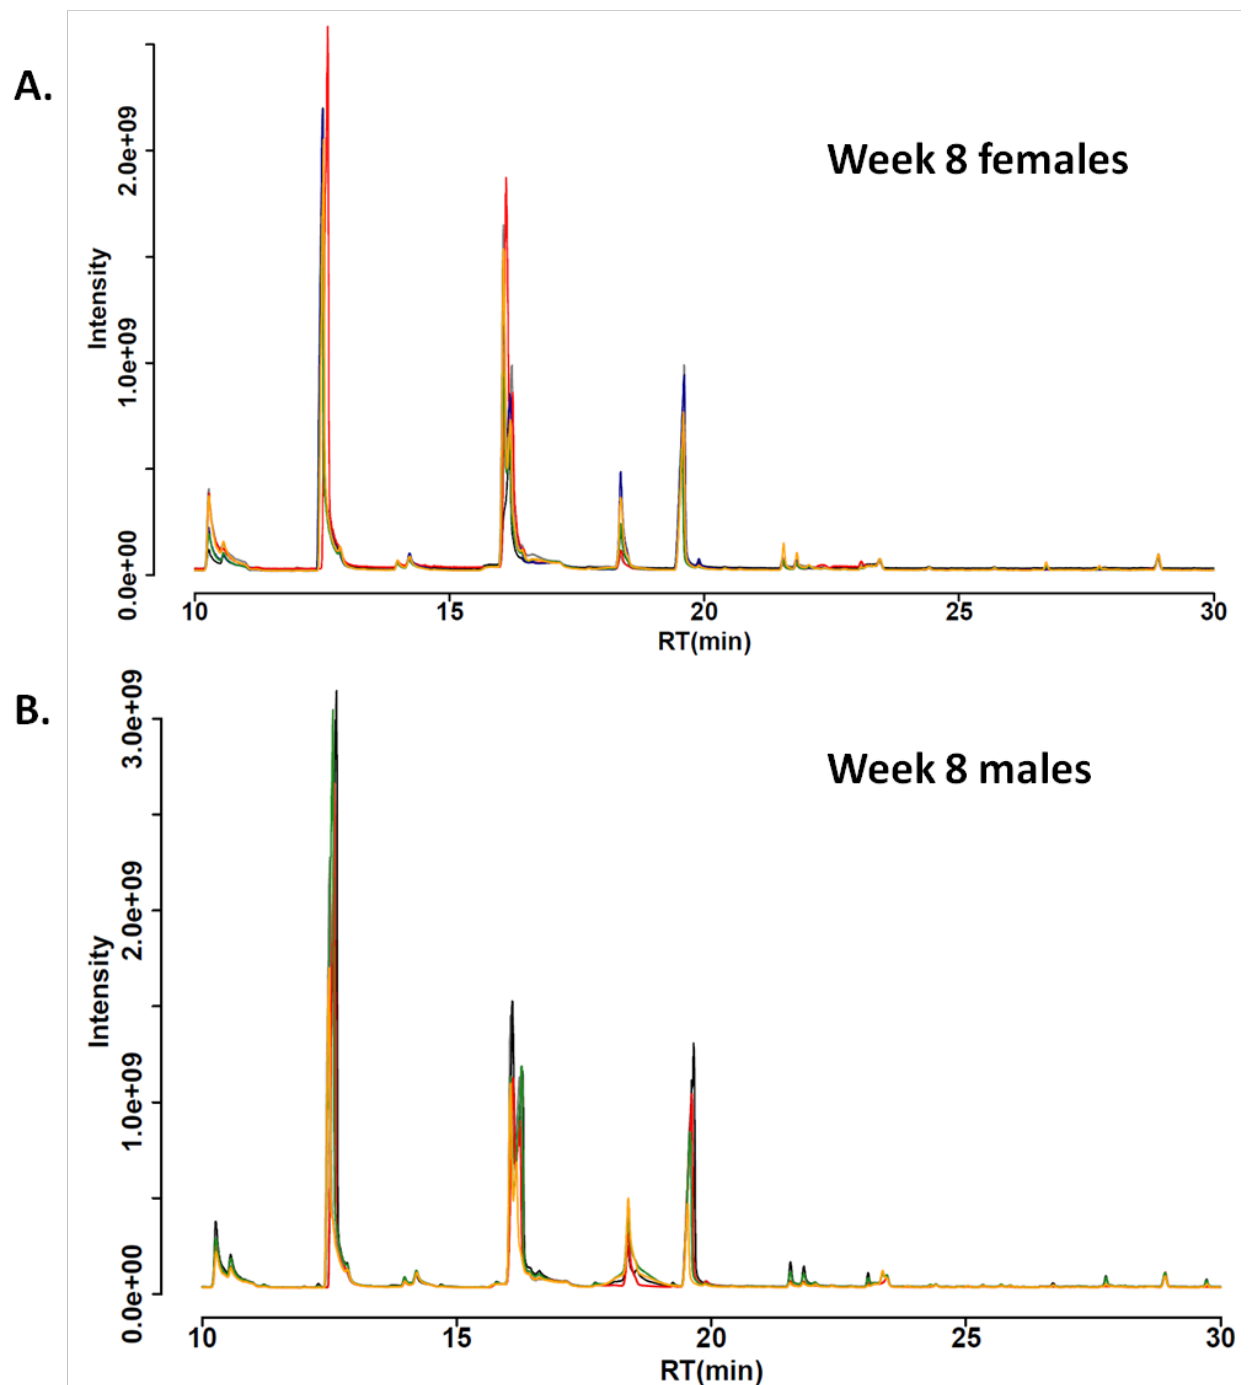 A.
Week 8 females
Intensity
0.0e+00 1.0e+09 2.0e+09
10 15 20 25 30
RT(min)
B.
Week 8 males
Intensity
0.0e+00 1.0e+09 2.0e+09 3.0e+09
10 15 20 25 30
RT(min)